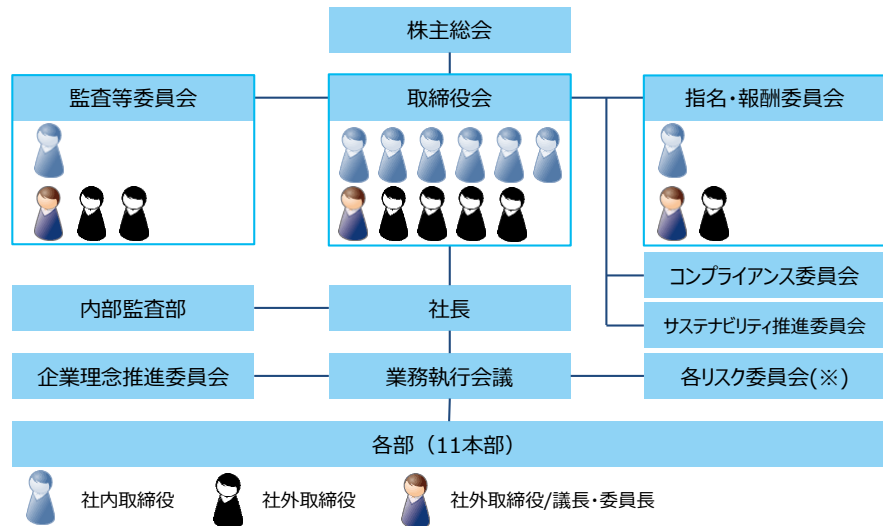 株主総会
監査等委員会
取締役会
指名・報酬委員会
コンプライアンス委員会
内部監査部
社長
サステナビリティ推進委員会
企業理念推進委員会
業務執行会議
各リスク委員会(※)
各部（11本部）
社内取締役
社外取締役
社外取締役/議長・委員長